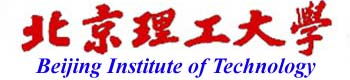 北京理工大學
Beijing Institute of Technology